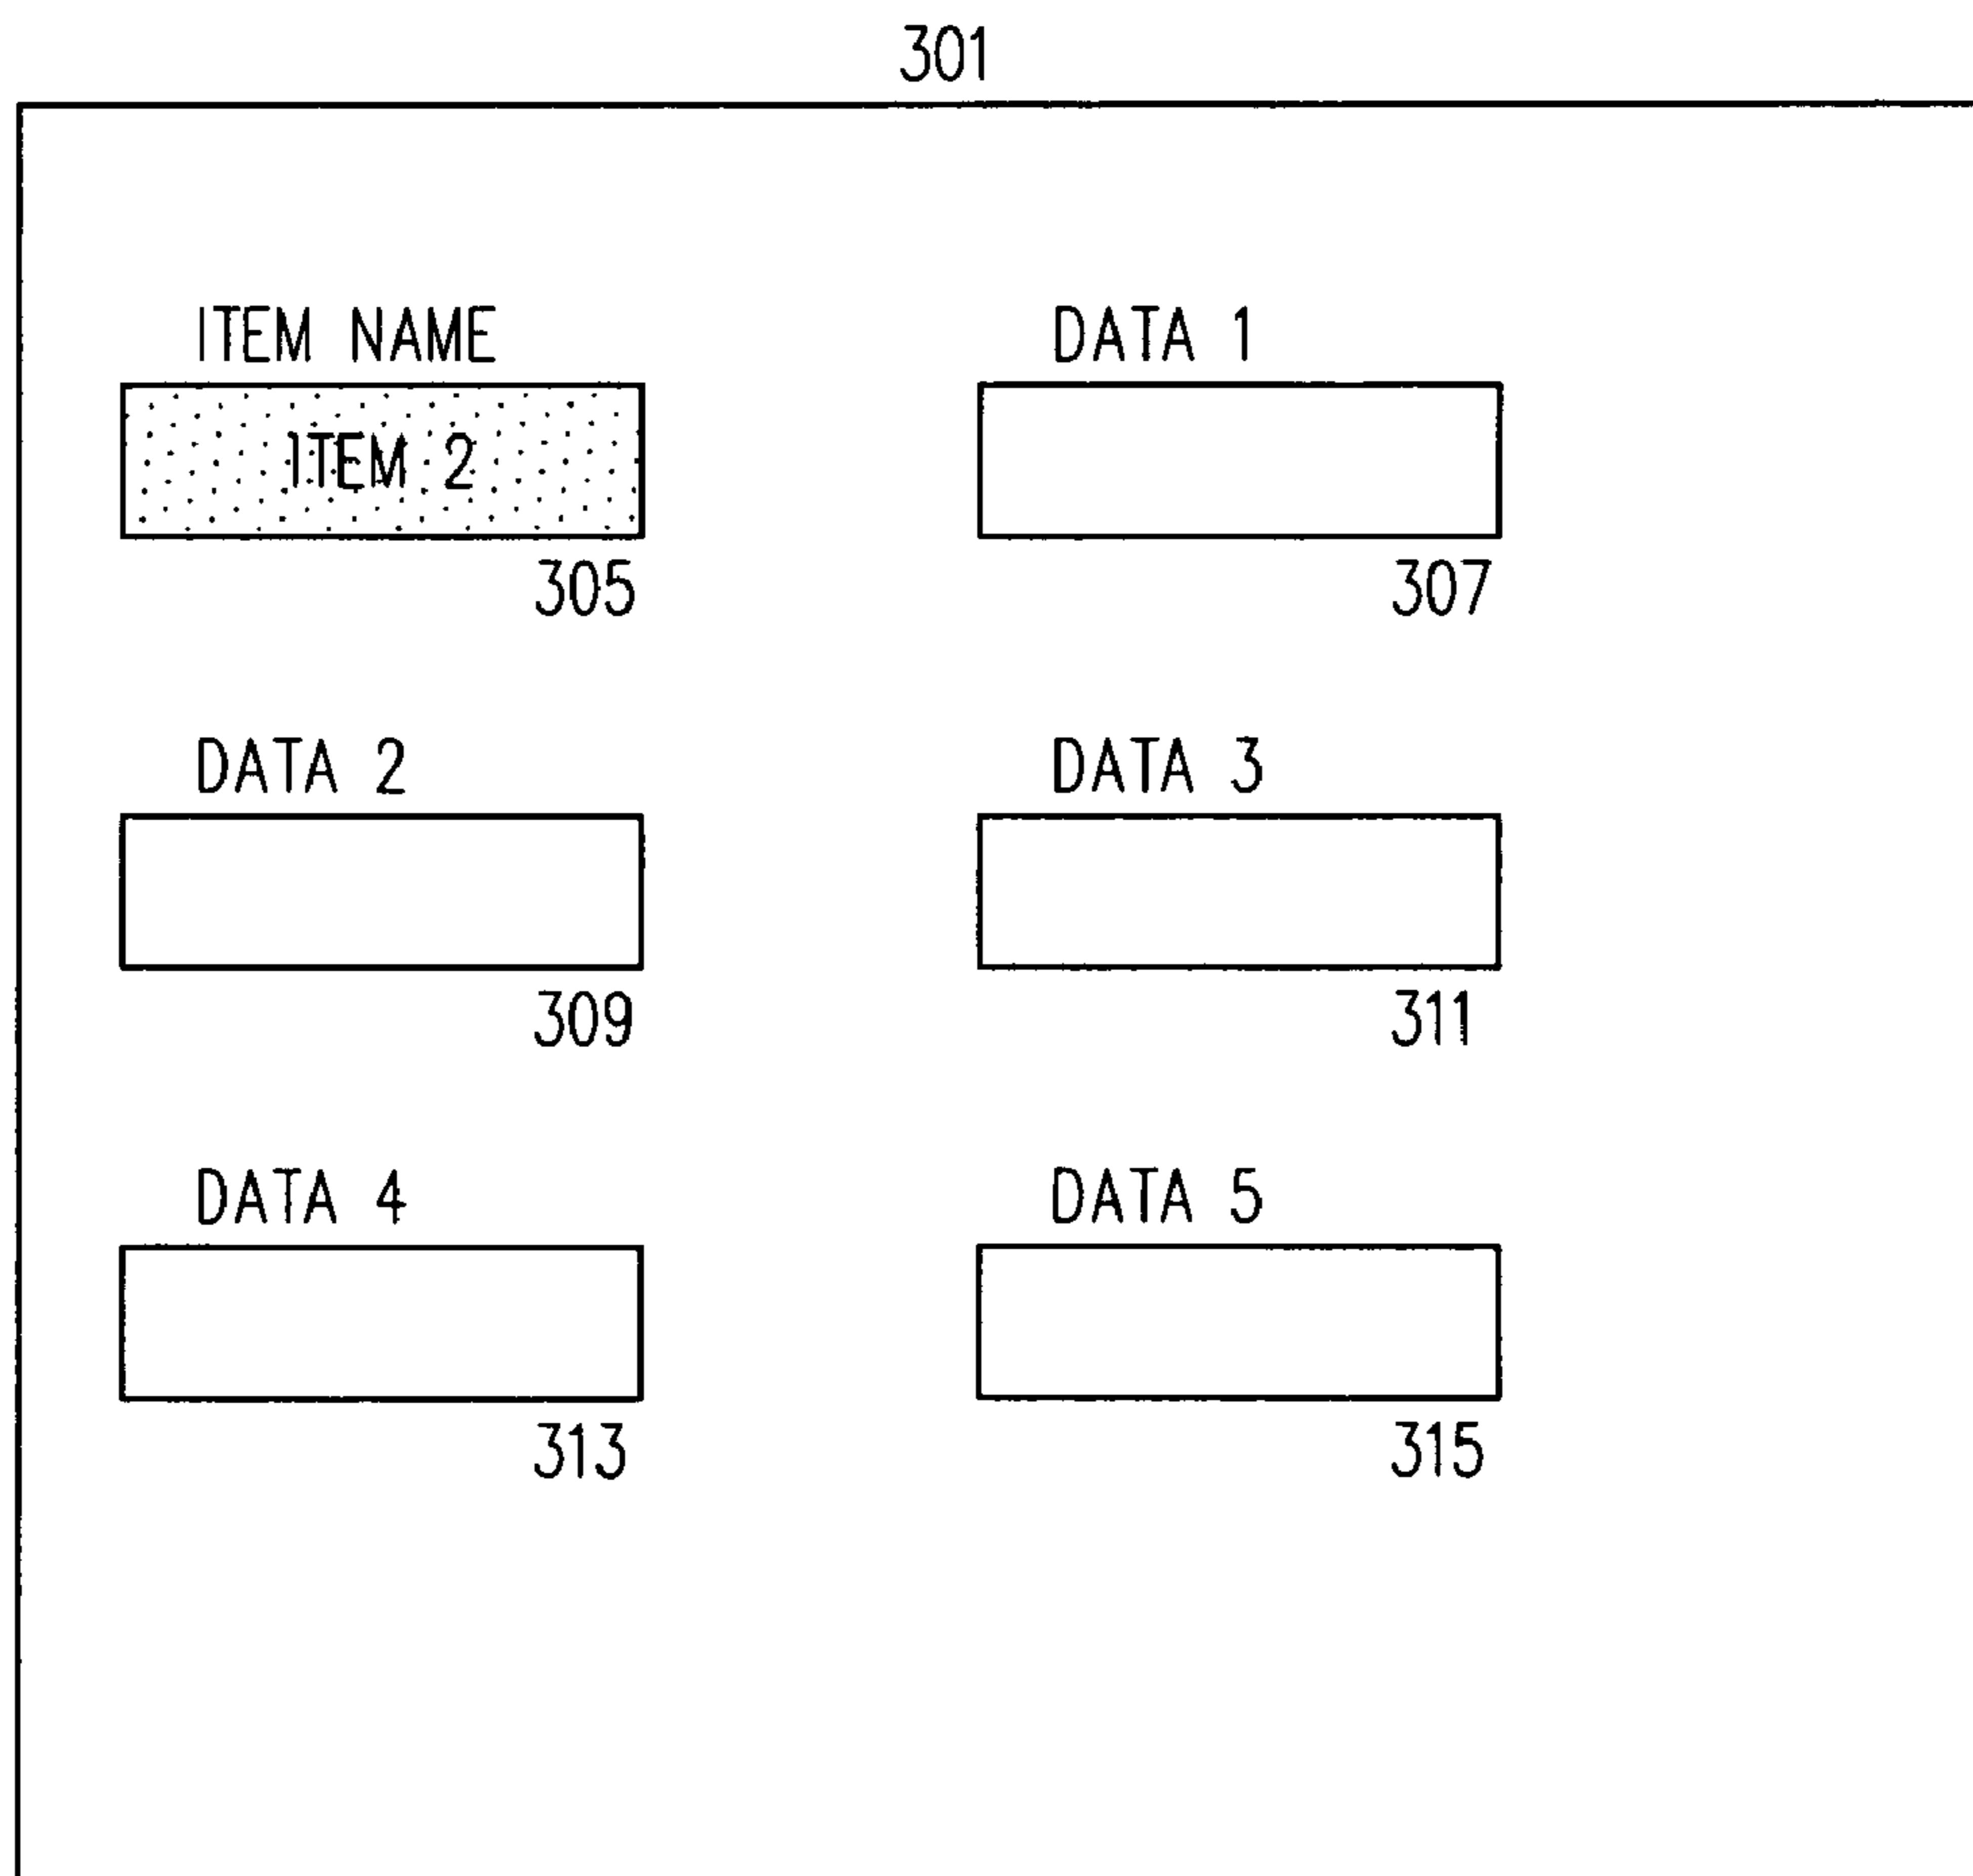 301
ITEM NAME DATA 1
ITEM 2
305 307
DATA 2 DATA 3
309 311
DATA 4 DATA 5
313 315